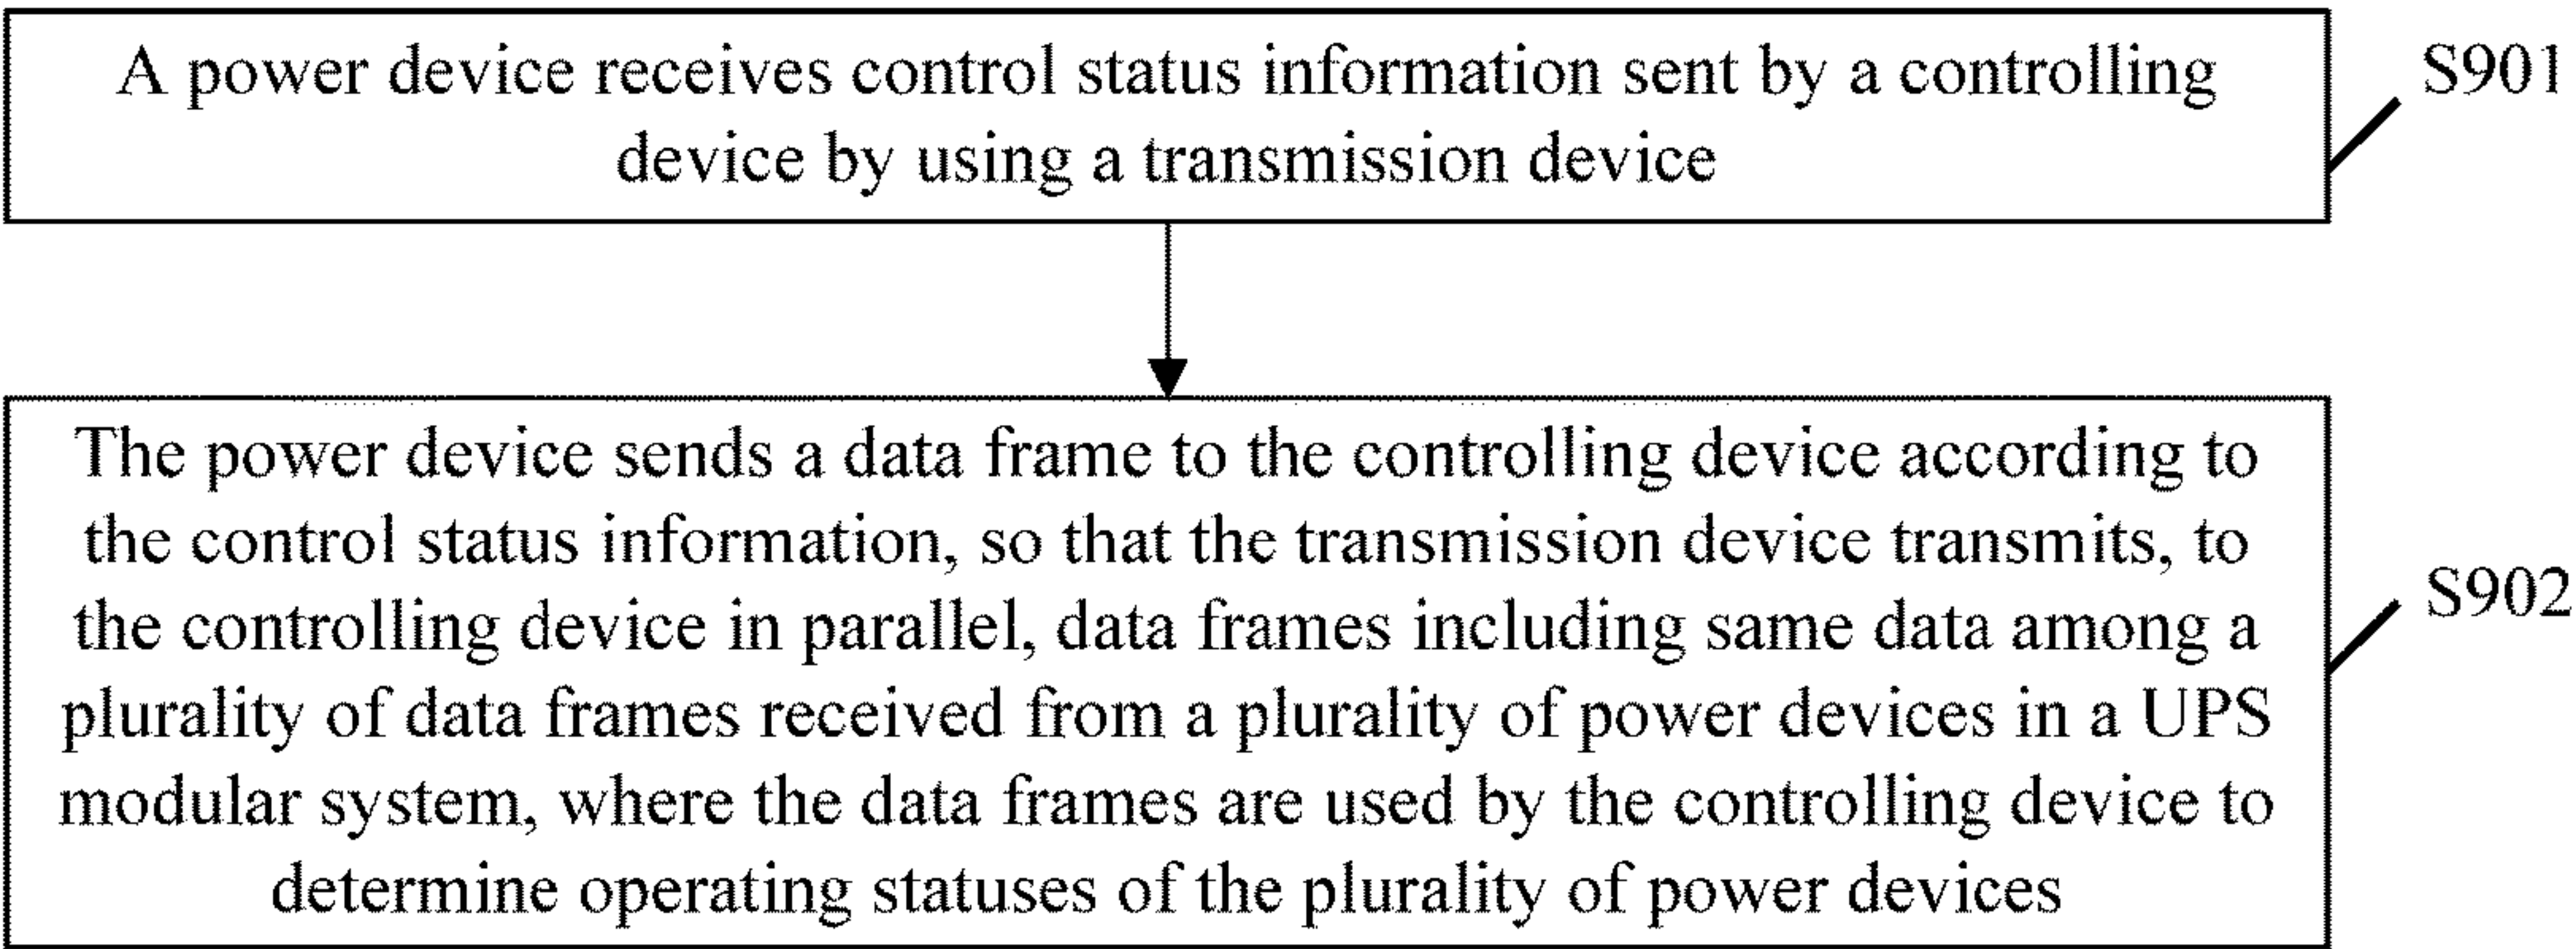 A power device receives control status information sent by a controlling
device by using a transmission device
S901
The power device sends a data frame to the controlling device according to
the control status information, so that the transmission device transmits, to
the controlling device in parallel, data frames including same data among a
plurality of data frames received from a plurality of power devices in a UPS
modular system, where the data frames are used by the controlling device to
determine operating statuses of the plurality of power devices
S902